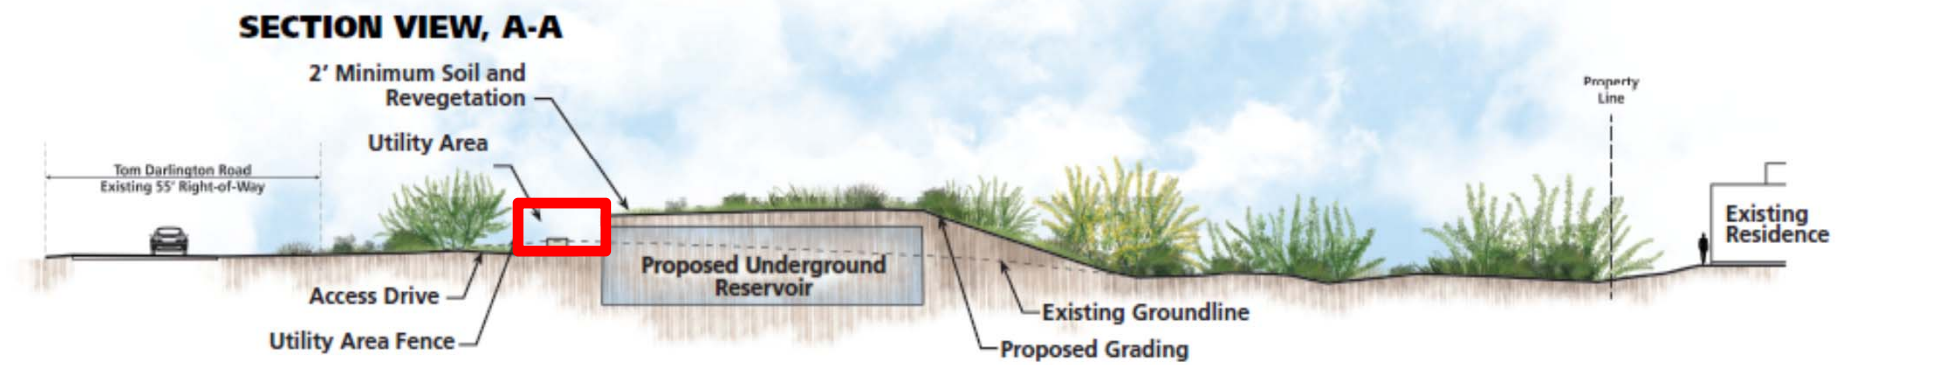 SECTION VIEW, A-A
2' Minimum Soil and
Revegetation
Utility Area
Tom Darlington Road
Existing 55' Right-of-Way
Property
Line
Existing
Residence
Proposed Underground
Reservoir
Access Drive
Utility Area Fence
Existing Groundline
Proposed Grading